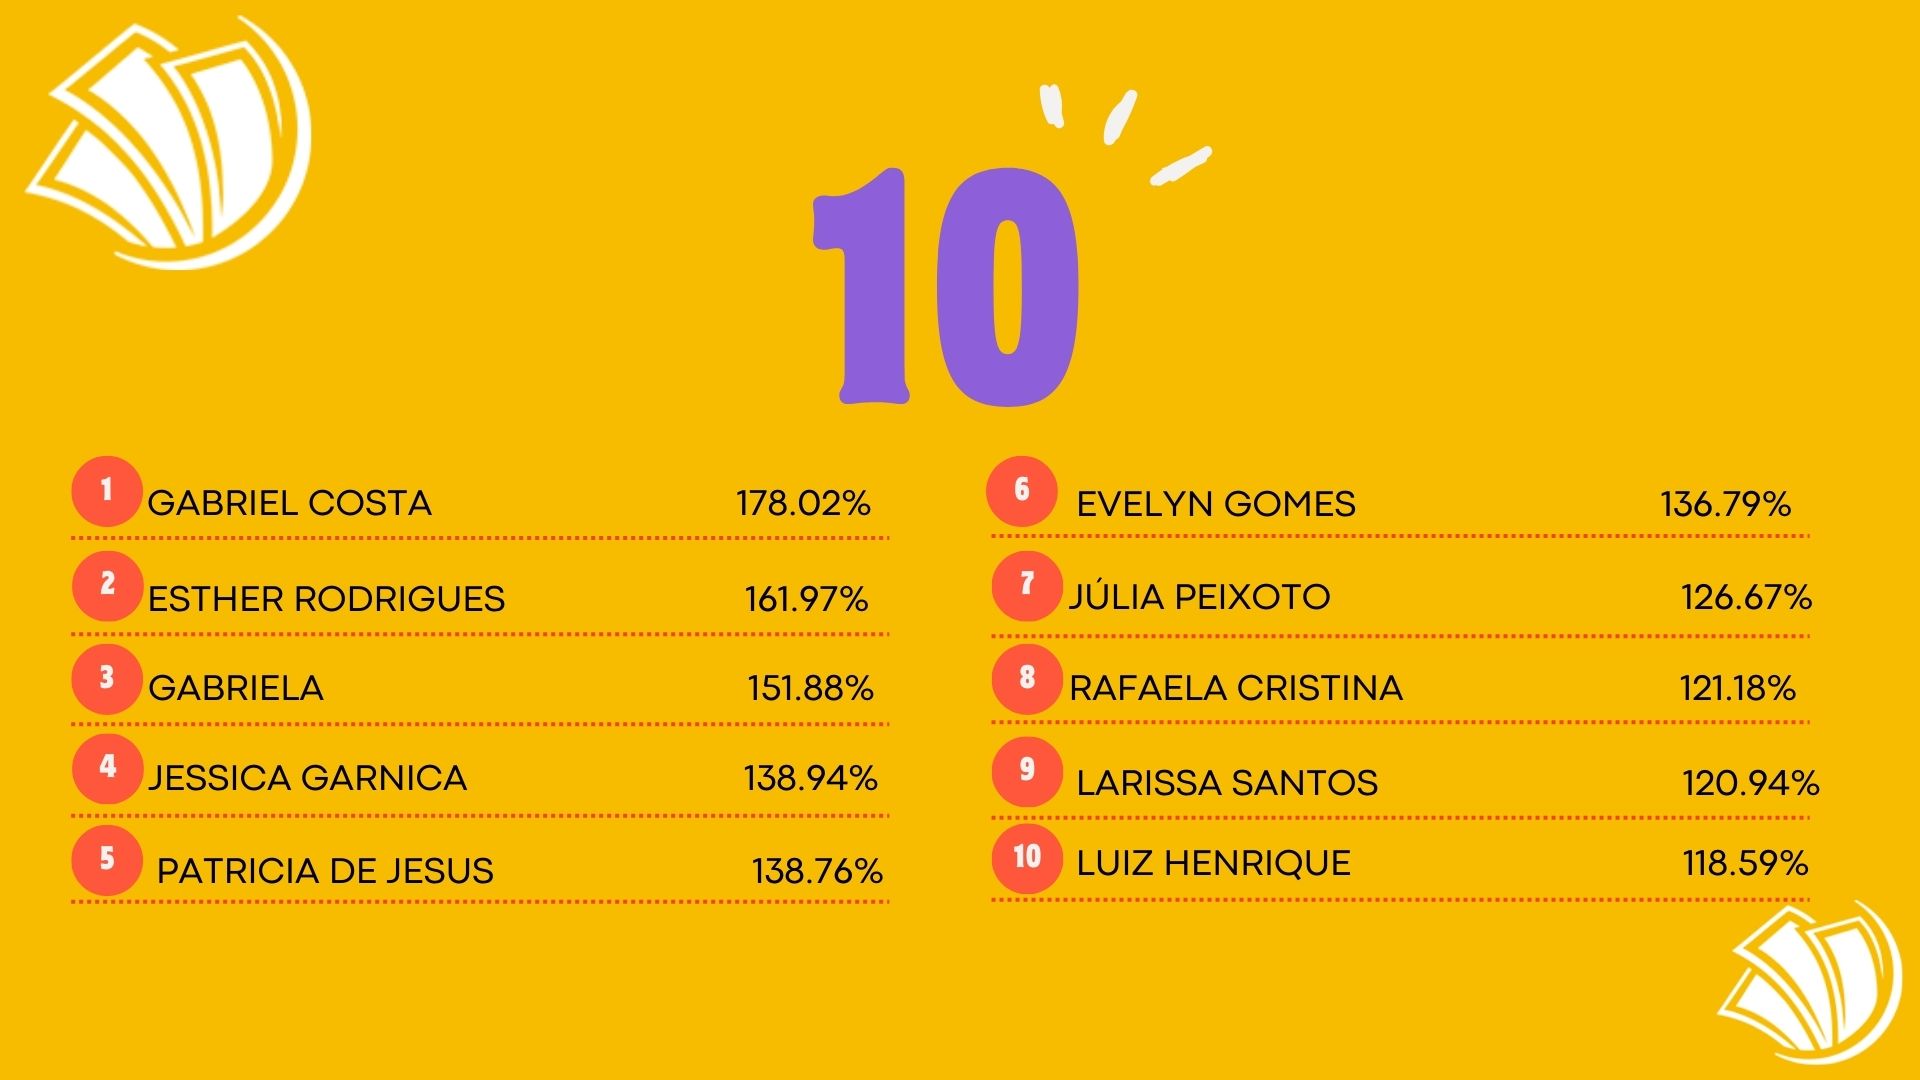 10
1 GABRIEL COSTA 178.02%
2 ESTHER RODRIGUES 161.97%
3 GABRIELA 151.88%
4 JESSICA GARNICA 138.94%
5 PATRICIA DE JESUS 138.76%
6 EVELYN GOMES 136.79%
7 JÚLIA PEIXOTO 126.67%
8 RAFAELA CRISTINA 121.18%
9 LARISSA SANTOS 120.94%
10 LUIZ HENRIQUE 118.59%